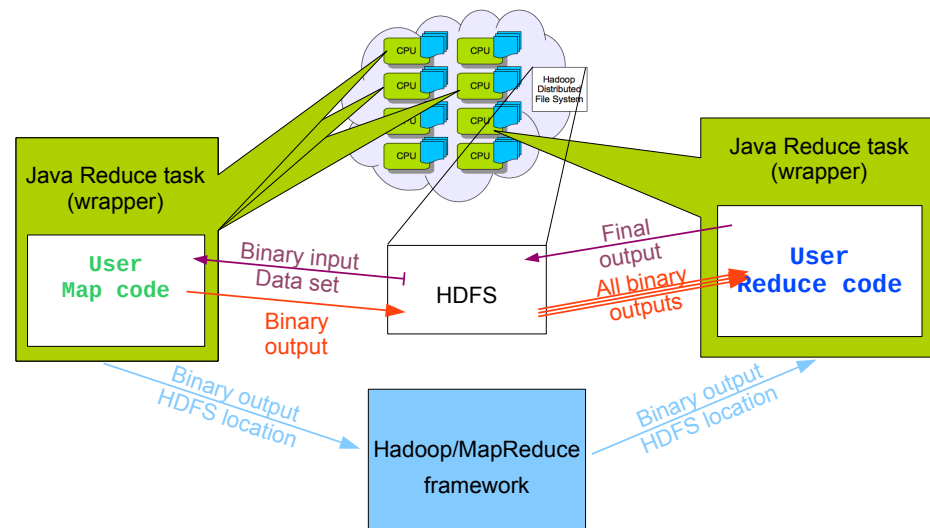 CPU
CPU
CPU
CPU
CPU
CPU
CPU
CPU
Hadoop
Distributed
File System
Java Reduce task
(wrapper)
User
Map code
Binary input
Data set
Binary
output
HDFS
Final
output
All binary
outputs
Java Reduce task
(wrapper)
User
Reduce code
Binary output
HDFS location
Hadoop/MapReduce
framework
Binary output
HDFS location